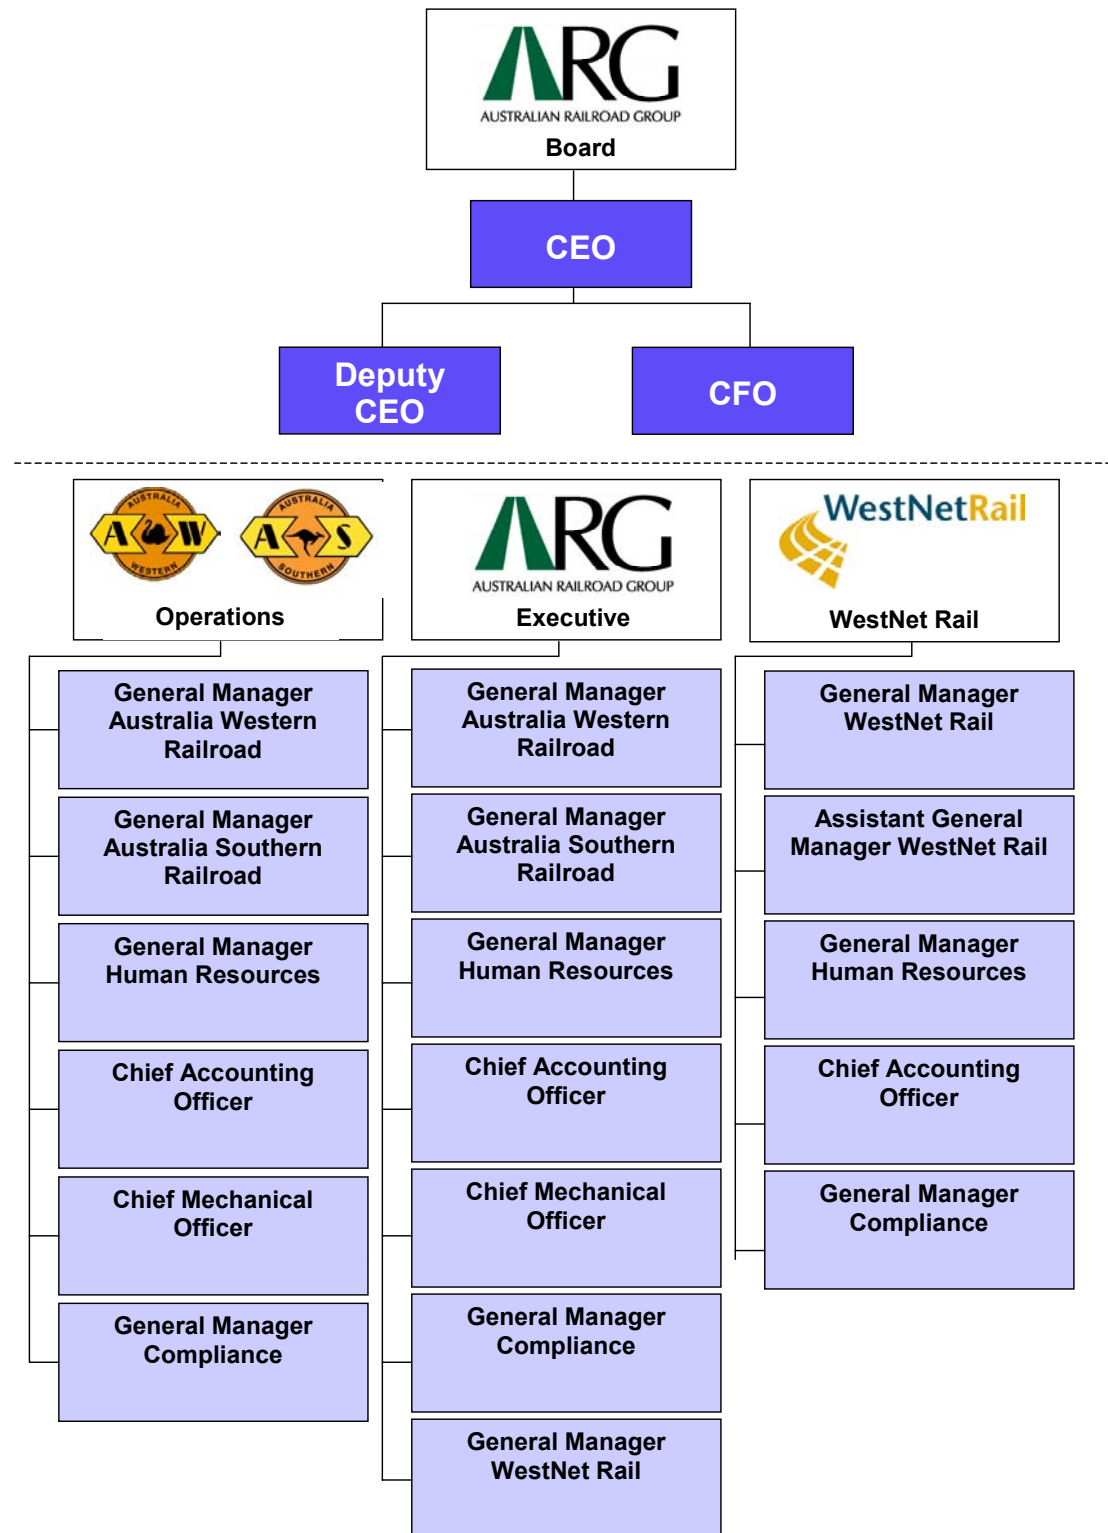 ARG
AUSTRALIAN RAILROAD GROUP
Board
CEO
Deputy
CEO
CFO
AUSTRALIA
A W
WESTERN
AUSTRALIA
A S
SOUTHERN
Operations
General Manager
Australia Western
Railroad
General Manager
Australia Southern
Railroad
General Manager
Human Resources
Chief Accounting
Officer
Chief Mechanical
Officer
General Manager
Compliance
ARG
AUSTRALIAN RAILROAD GROUP
Executive
General Manager
Australia Western
Railroad
General Manager
Australia Southern
Railroad
General Manager
Human Resources
Chief Accounting
Officer
Chief Mechanical
Officer
General Manager
Compliance
General Manager
WestNet Rail
WestNetRail
WestNet Rail
General Manager
WestNet Rail
Assistant General
Manager WestNet Rail
General Manager
Human Resources
Chief Accounting
Officer
General Manager
Compliance